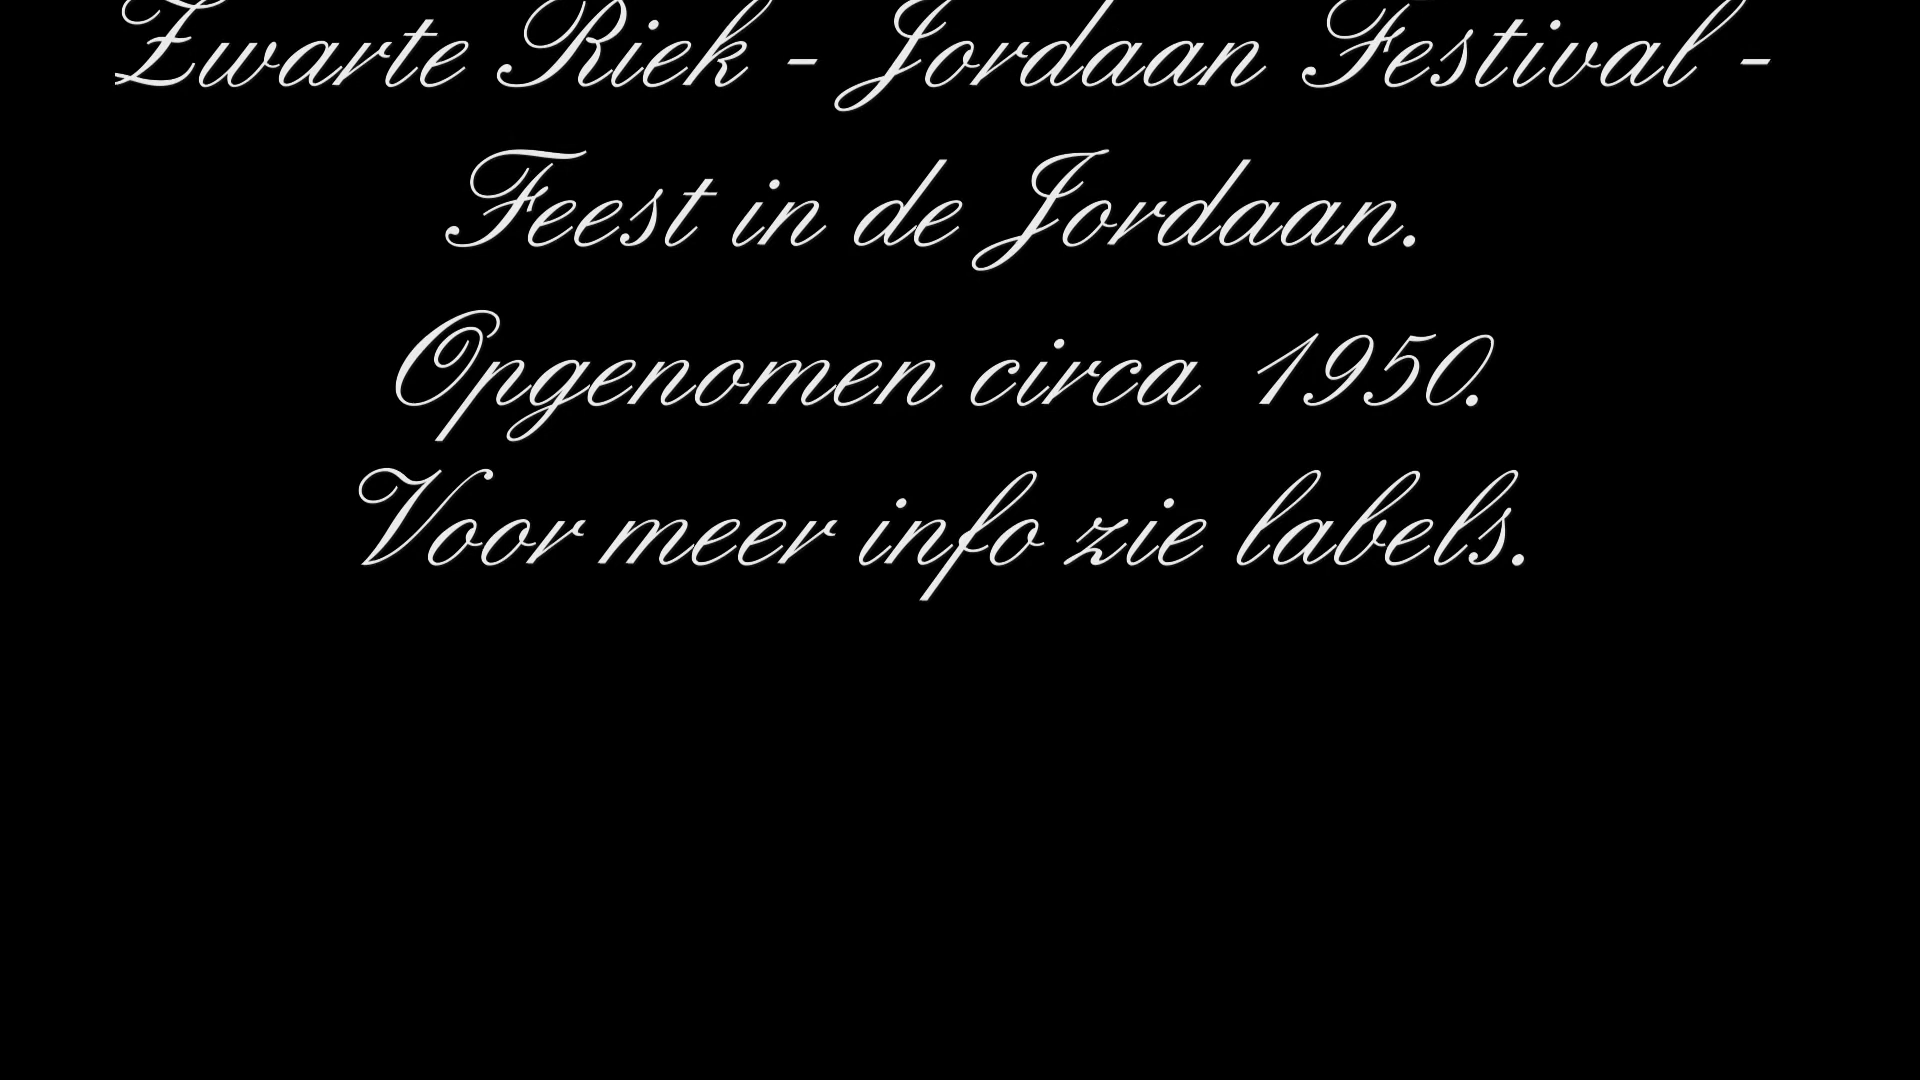 Zwarte Riek - Jordaan Festival -
Feest in de Jordaan.
Opgenomen circa 1950.
Voor meer info zie labels.